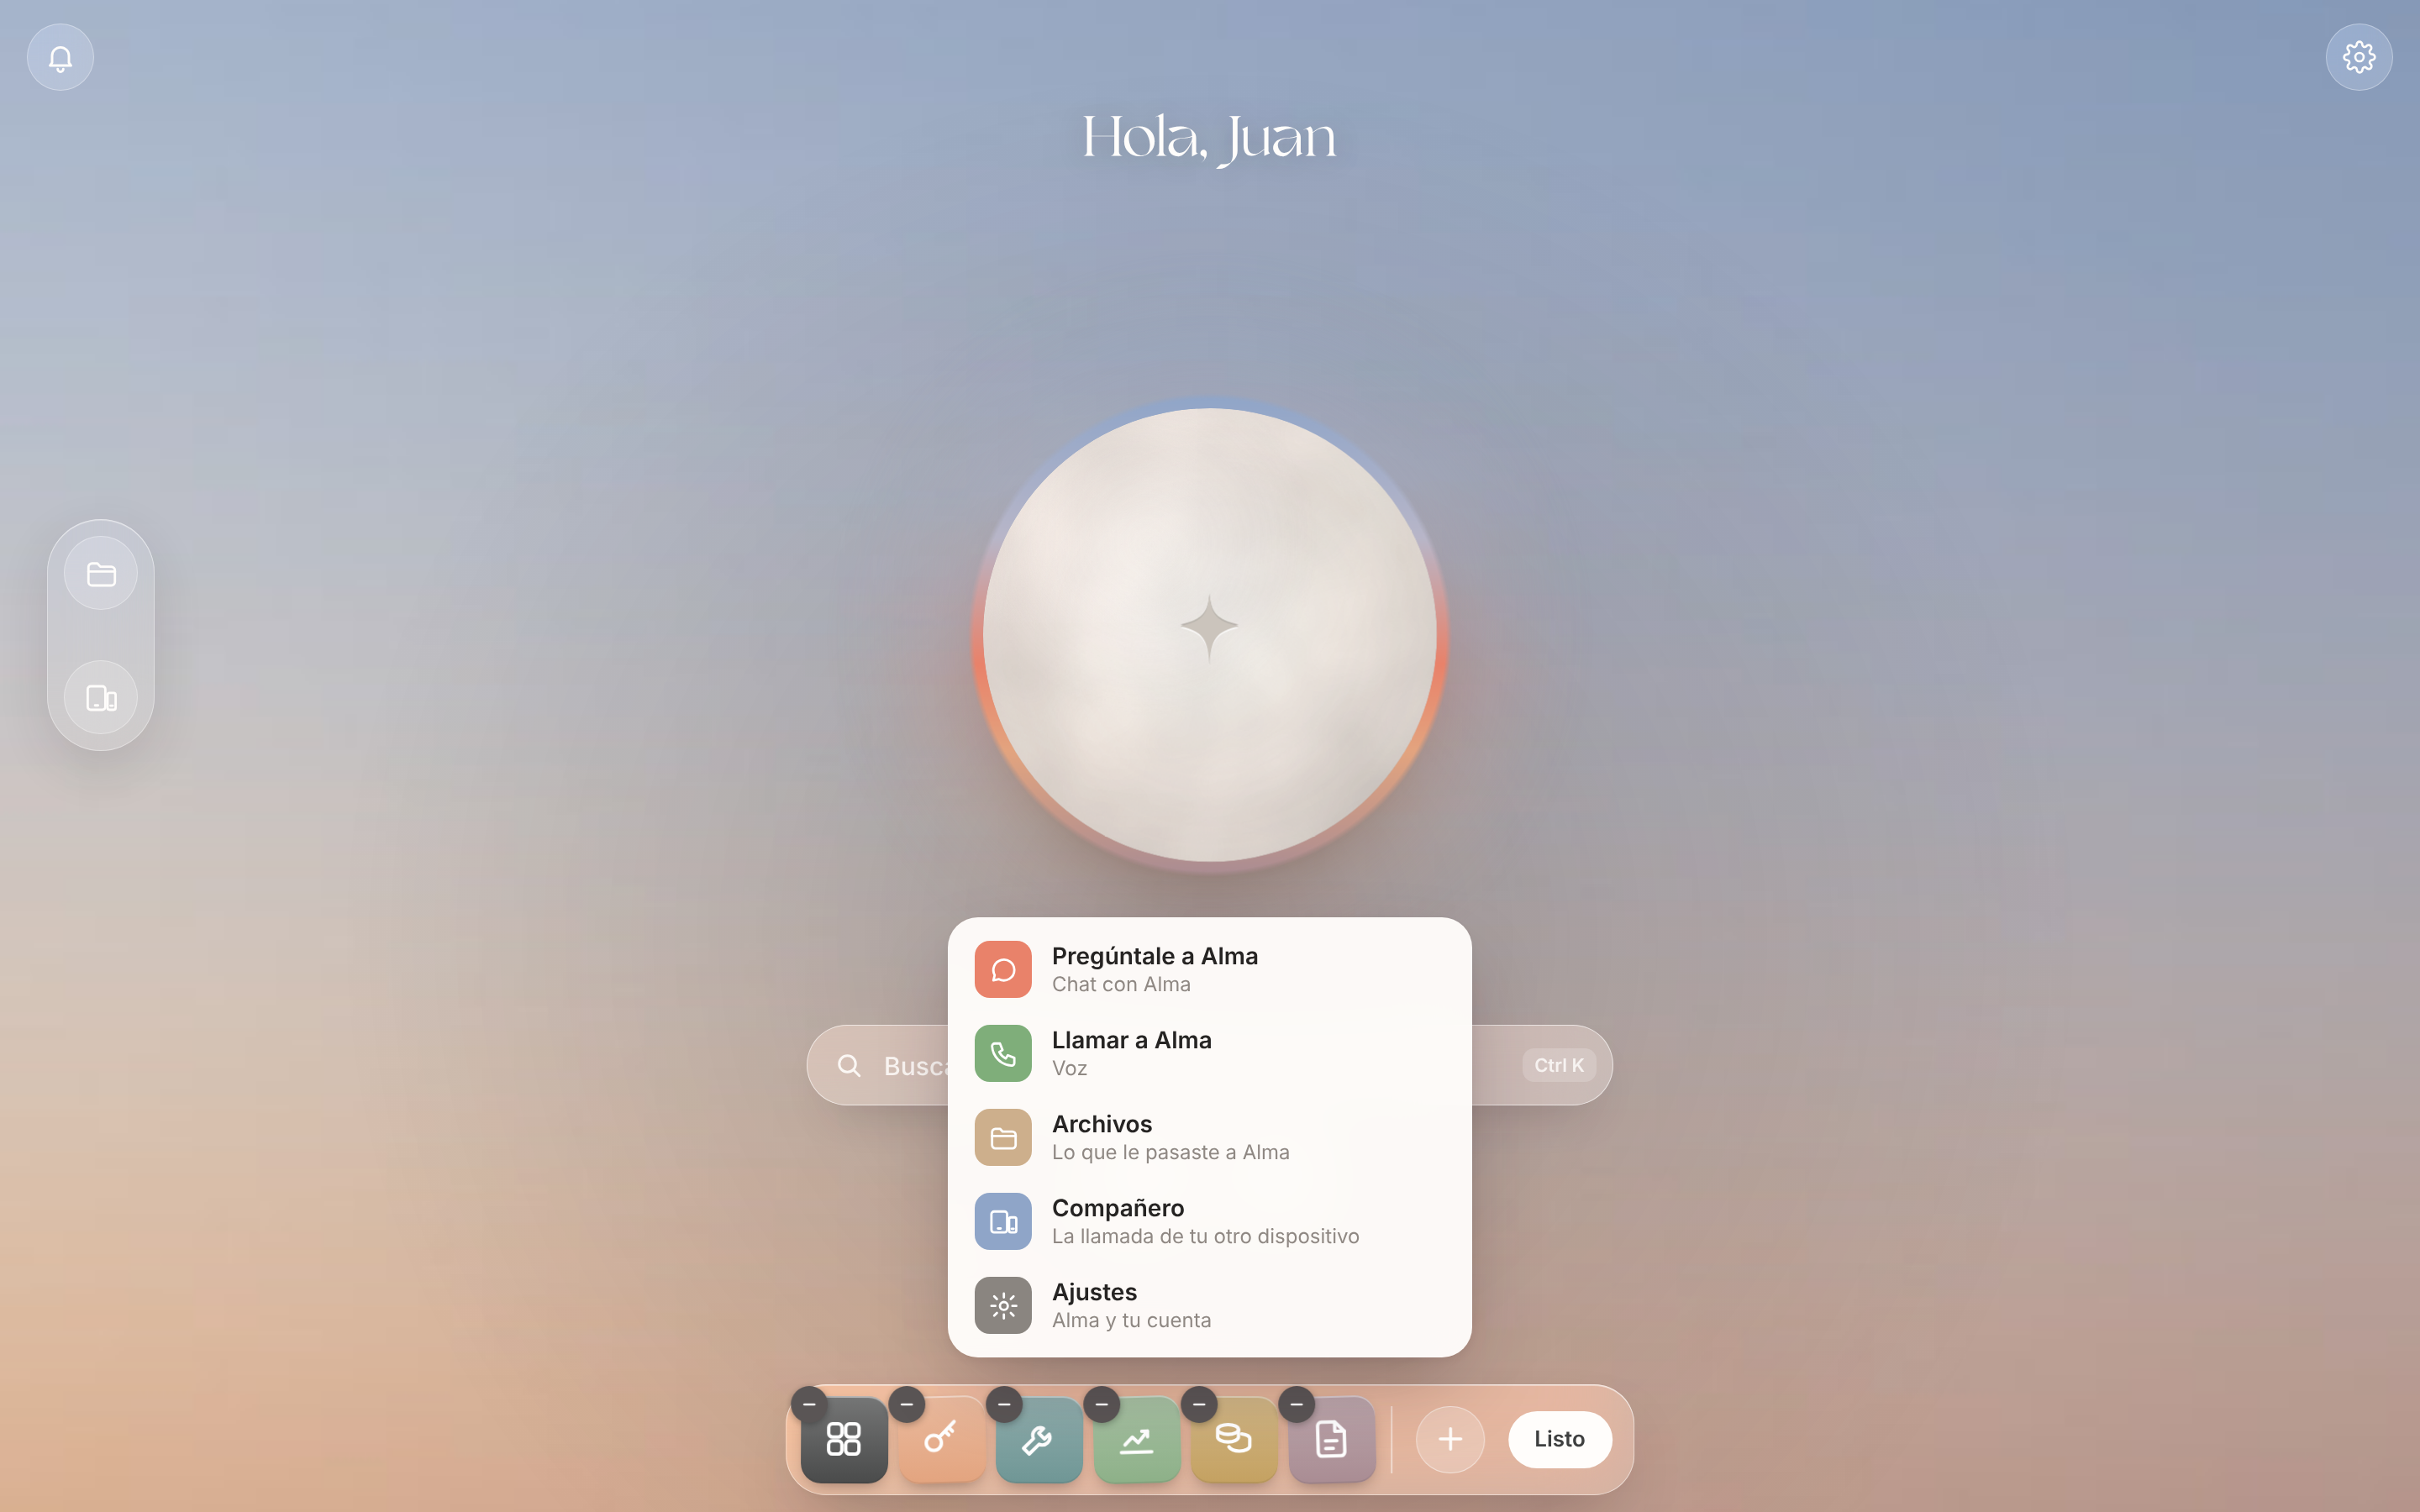 Hola, Juan
Pregúntale a Alma
Chat con Alma
Llamar a Alma
Voz
Ctrl K
Archivos
Lo que le pasaste a Alma
Compañero
La llamada de tu otro dispositivo
Ajustes
Alma y tu cuenta
Listo